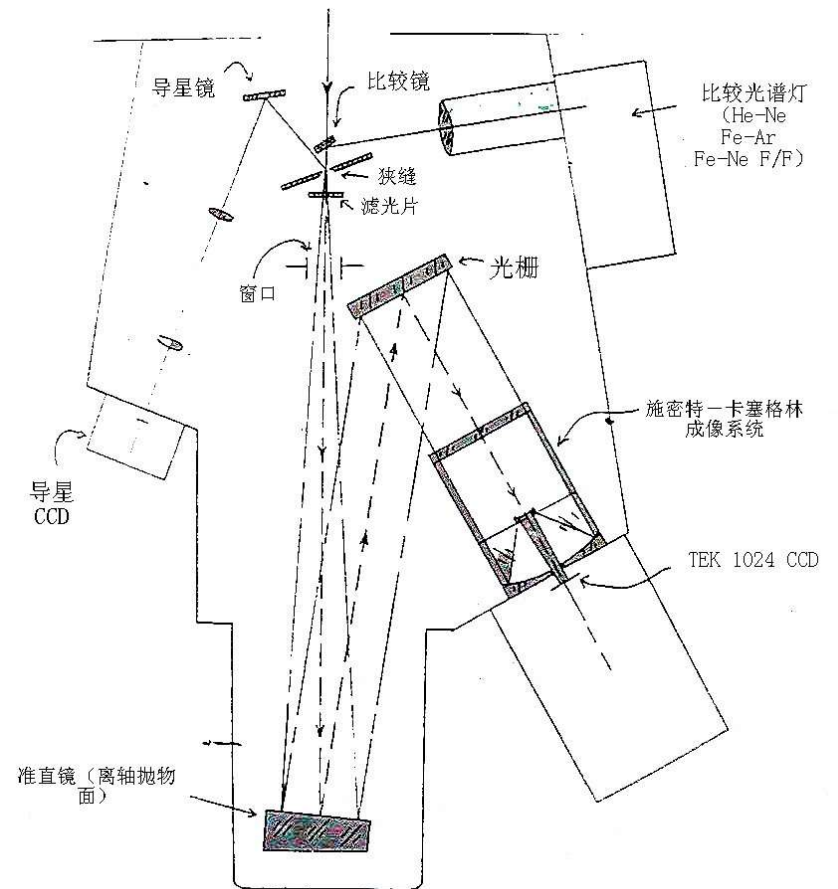 导星镜
比较镜
比较光谱灯
(He-Ne
Fe-Ar
Fe-Ne F/F)
狭缝
滤光片
窗口
光栅
施密特－卡塞格林
成像系统
导星
CCD
TEK 1024 CCD
准直镜（离轴抛物
面）